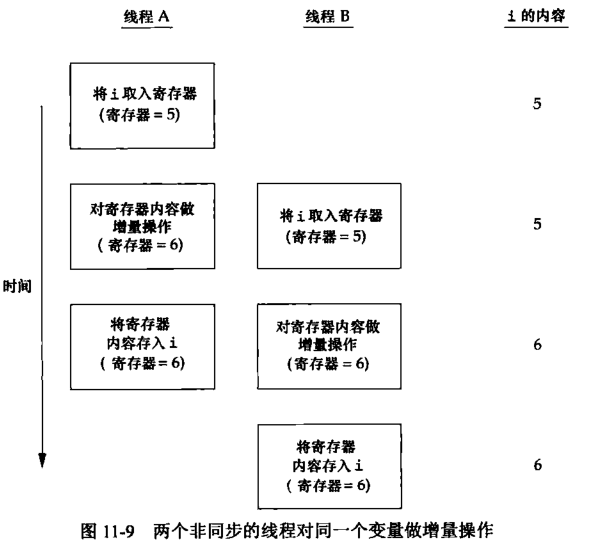 线程 A
线程 B
i 的内容
将 i 取入寄存器
(寄存器 = 5)
5
对寄存器内容做
增量操作
( 寄存器 = 6)
将 i 取入寄存器
(寄存器 = 5)
5
时间
将寄存器
内容存入 i
( 寄存器 = 6)
对寄存器内容做
增量操作
(寄存器 = 6)
6
将寄存器
内容存入 i
( 寄存器 = 6)
6
图 11-9 两个非同步的线程对同一个变量做增量操作